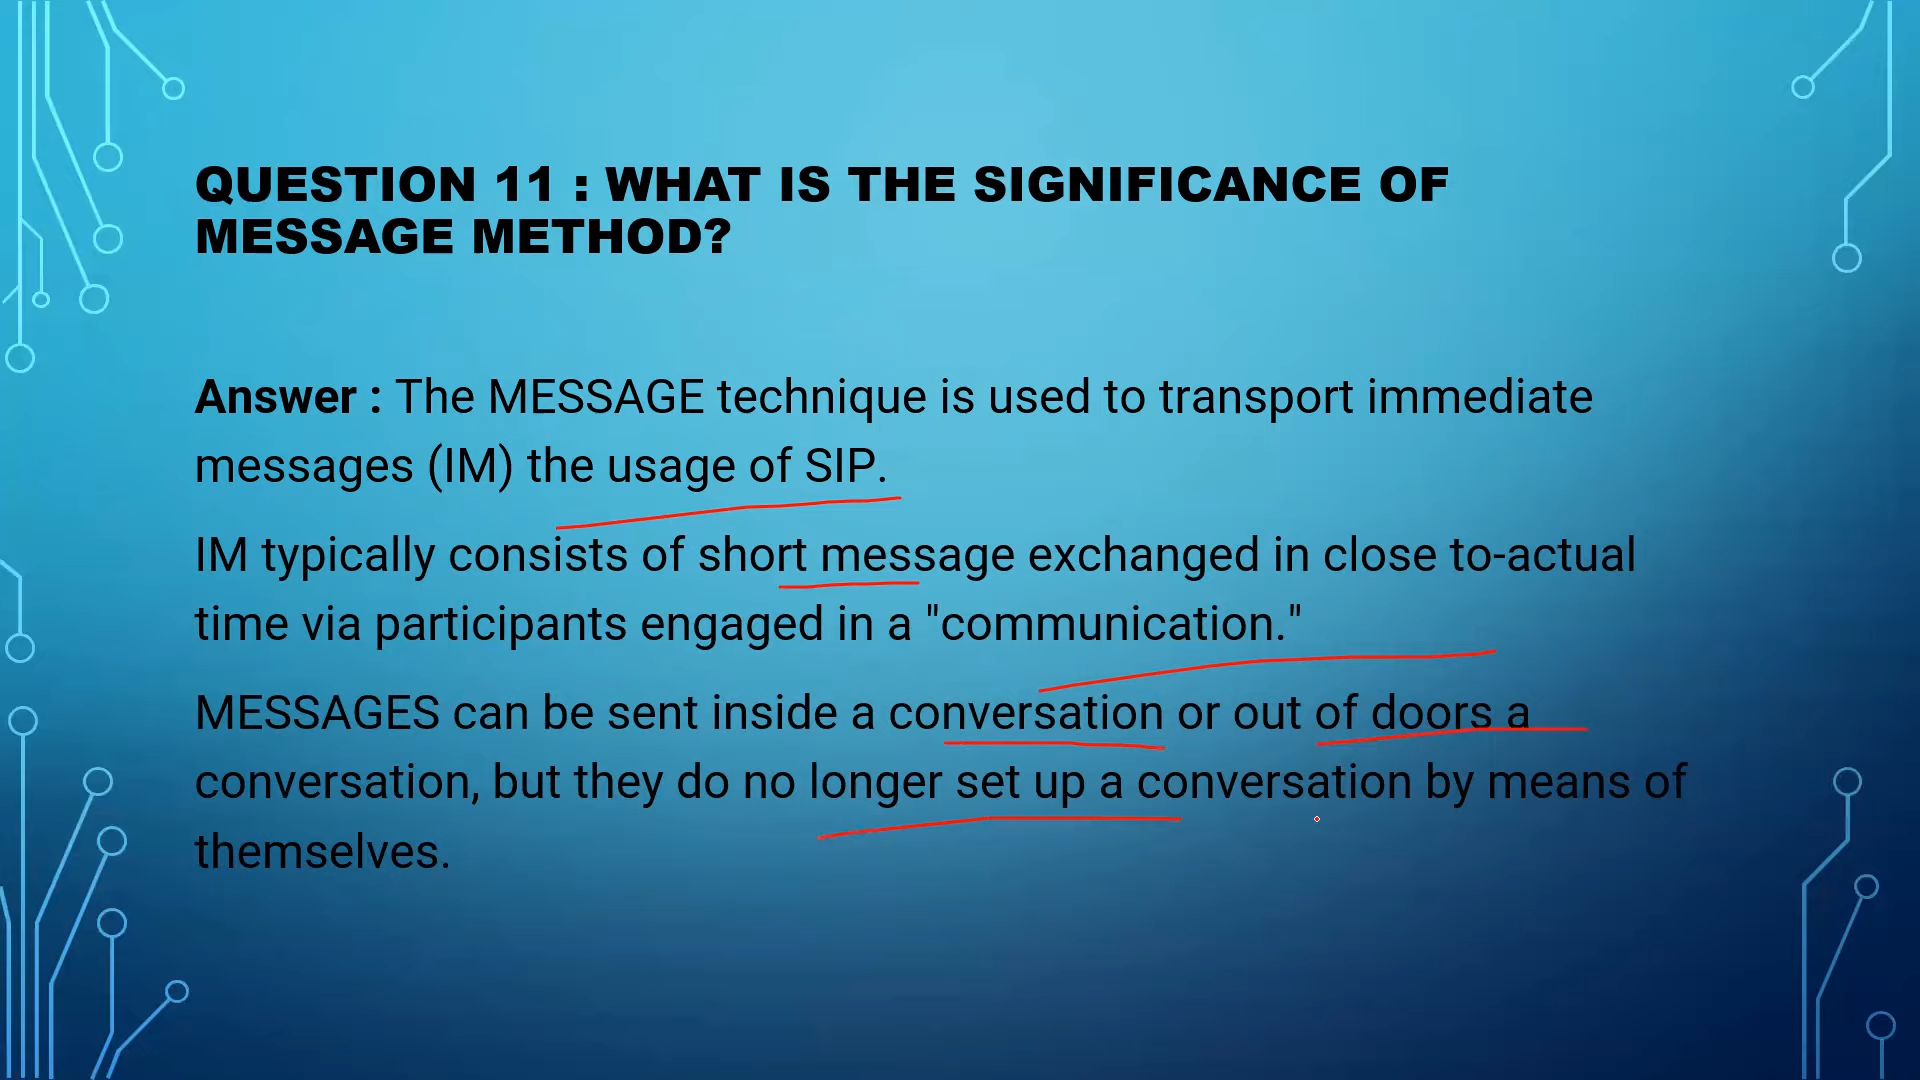 QUESTION 11 : WHAT IS THE SIGNIFICANCE OF
MESSAGE METHOD?
Answer : The MESSAGE technique is used to transport immediate
messages (IM) the usage of SIP.
IM typically consists of short message exchanged in close to-actual
time via participants engaged in a "communication."
MESSAGES can be sent inside a conversation or out of doors a
conversation, but they do no longer set up a conversation by means of
themselves.